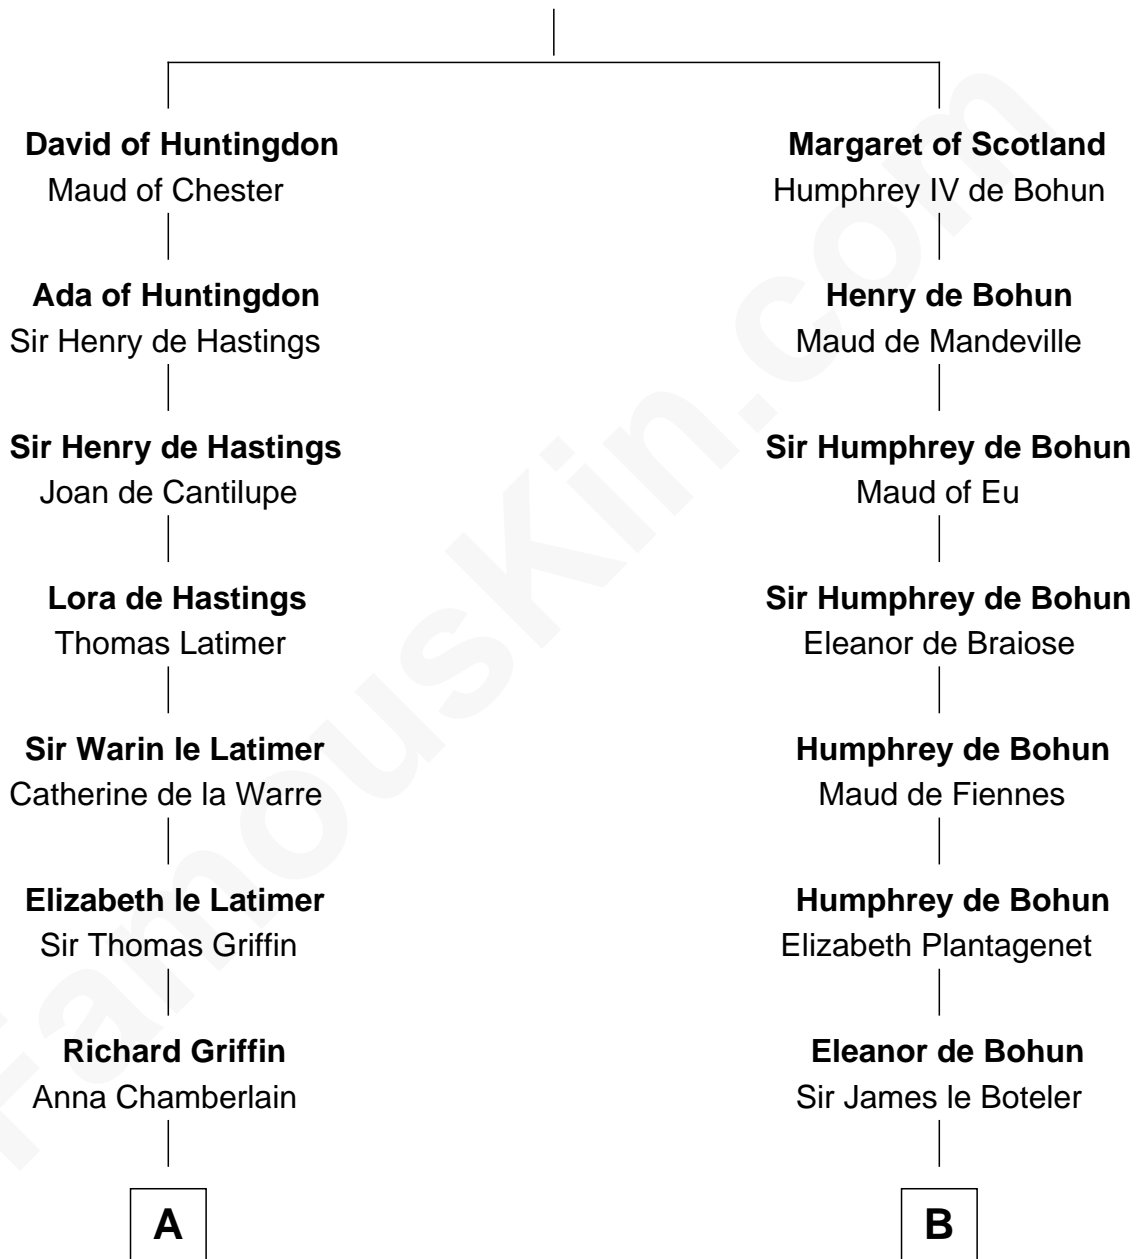 David of Huntingdon
Maud of Chester
Margaret of Scotland
Humphrey IV de Bohun
Ada of Huntingdon
Sir Henry de Hastings
Henry de Bohun
Maud de Mandeville
Sir Henry de Hastings
Joan de Cantilupe
Sir Humphrey de Bohun
Maud of Eu
Lora de Hastings
Thomas Latimer
Sir Humphrey de Bohun
Eleanor de Braiose
Sir Warin le Latimer
Catherine de la Warre
Humphrey de Bohun
Maud de Fiennes
Elizabeth le Latimer
Sir Thomas Griffin
Humphrey de Bohun
Elizabeth Plantagenet
Richard Griffin
Anna Chamberlain
Eleanor de Bohun
Sir James le Boteler
A
B
FamousKin.com